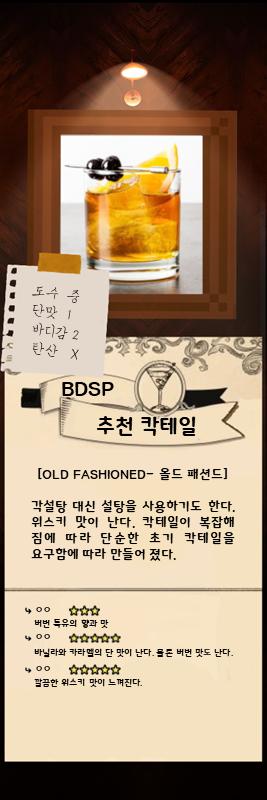 도수 중
단맛 1
바디감 2
탄산 X
BDSP
추천 칵테일
[OLD FASHIONED- 올드 패션드]
각설탕 대신 설탕을 사용하기도 한다.
위스키 맛이 난다. 칵테일이 복잡해
짐에 따라 단순한 초기 칵테일을
요구함에 따라 만들어 졌다.
↳ ㅇㅇ ★★★
버번 특유의 향과 맛
↳ ㅇㅇ ★★★★★
바닐라와 카라멜의 단 맛이 난다. 물론 버번 맛도 난다.
↳ ㅇㅇ ★★★★★
깔끔한 위스키 맛이 느껴진다.